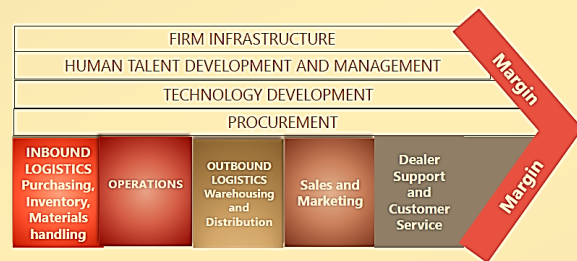 FIRM INFRASTRUCTURE
HUMAN TALENT DEVELOPMENT AND MANAGEMENT
TECHNOLOGY DEVELOPMENT
PROCUREMENT
Margin
INBOUND
LOGISTICS
Purchasing,
Inventory,
Materials
handling
OPERATIONS
OUTBOUND
LOGISTICS
Warehousing
and
Distribution
Sales and
Marketing
Dealer
Support
and
Customer
Service
Margin